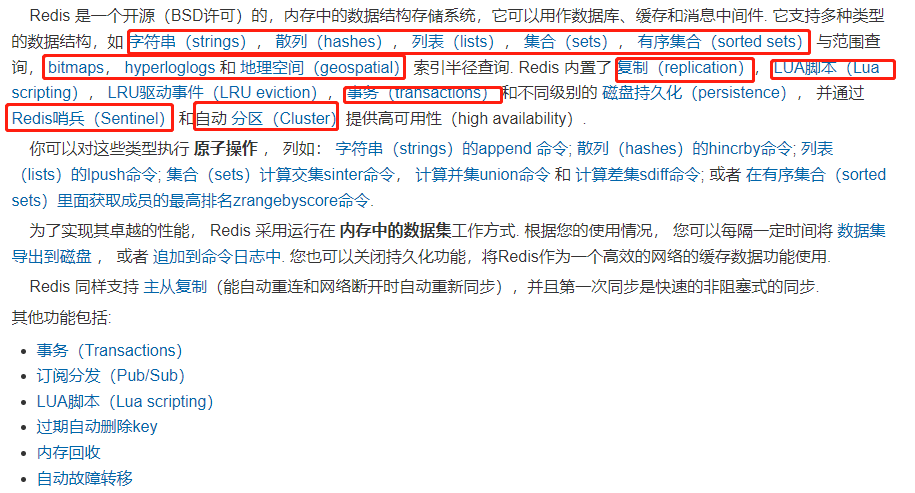 Redis 是一个开源（BSD许可）的，内存中的数据结构存储系统，它可以用作数据库、缓存和消息中间件. 它支持多种类型
的数据结构，如 字符串（strings）， 散列（hashes）， 列表（lists）， 集合（sets）， 有序集合（sorted sets） 与范围查
询， bitmaps， hyperloglogs 和 地理空间（geospatial） 索引半径查询. Redis 内置了 复制（replication）， LUA脚本（Lua
scripting）， LRU驱动事件（LRU eviction）， 事务（transactions） 和不同级别的 磁盘持久化（persistence）， 并通过
Redis哨兵（Sentinel） 和自动 分区（Cluster） 提供高可用性（high availability）.
你可以对这些类型执行 原子操作 ， 列如： 字符串（strings）的append 命令; 散列（hashes）的hincrby命令; 列表
（lists）的lpush命令; 集合（sets）计算交集sinter命令， 计算并集union命令 和 计算差集sdiff命令; 或者 在有序集合（sorted
sets）里面获取成员的最高排名zrangebyscore命令.
为了实现其卓越的性能， Redis 采用运行在 内存中的数据集工作方式. 根据您的使用情况， 您可以每隔一定时间将 数据集
导出到磁盘 ， 或者 追加到命令日志中. 您也可以关闭持久化功能，将Redis作为一个高效的网络的缓存数据功能使用.
Redis 同样支持 主从复制（能自动重连和网络断开时自动重新同步），并且第一次同步是快速的非阻塞式的同步.
其他功能包括:
• 事务（Transactions）
• 订阅分发（Pub/Sub）
• LUA脚本（Lua scripting）
• 过期自动删除key
• 内存回收
• 自动故障转移